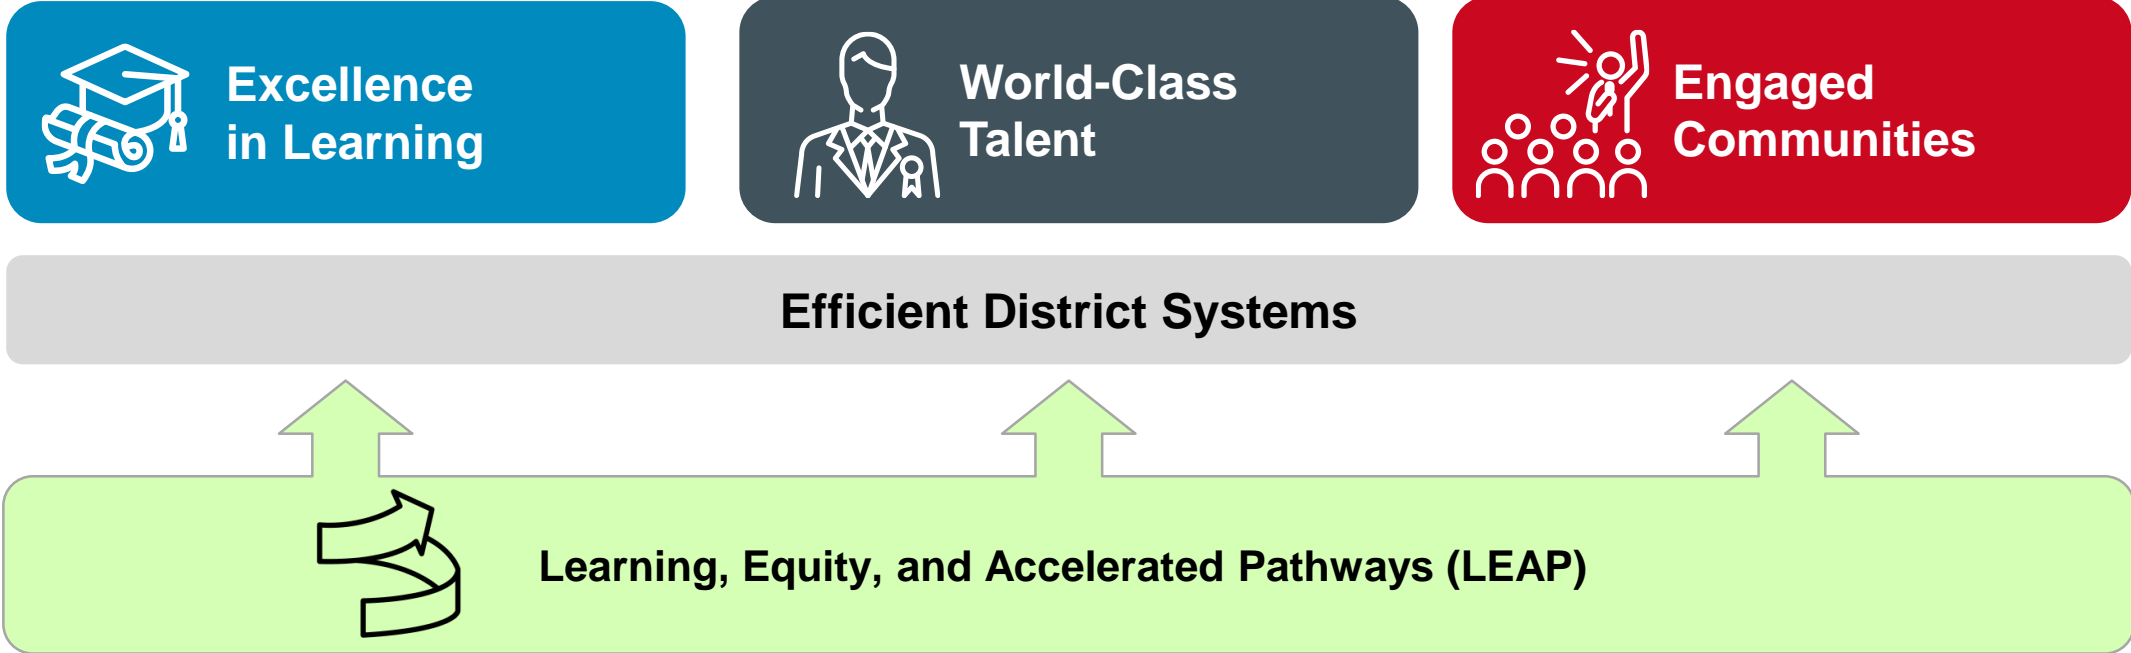 Excellence
in Learning
World-Class
Talent
Engaged
Communities
Efficient District Systems
Learning, Equity, and Accelerated Pathways (LEAP)